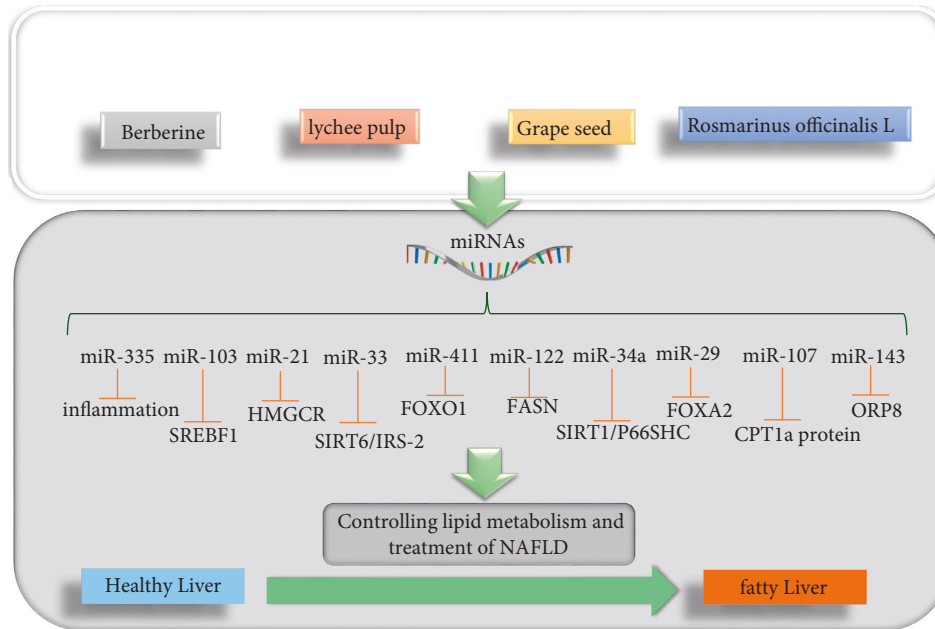 Berberine
lychee pulp
Grape seed
Rosmarinus officinalis L
miRNAs
miR-335
miR-103
miR-21
miR-33
miR-411
miR-122
miR-34a
miR-29
miR-107
miR-143
inflammation
SREBF1
HMGCR
SIRT6/IRS-2
FOXO1
FASN
SIRT1/P66SHC
FOXA2
CPT1a protein
ORP8
Controlling lipid metabolism and
treatment of NAFLD
Healthy Liver
fatty Liver